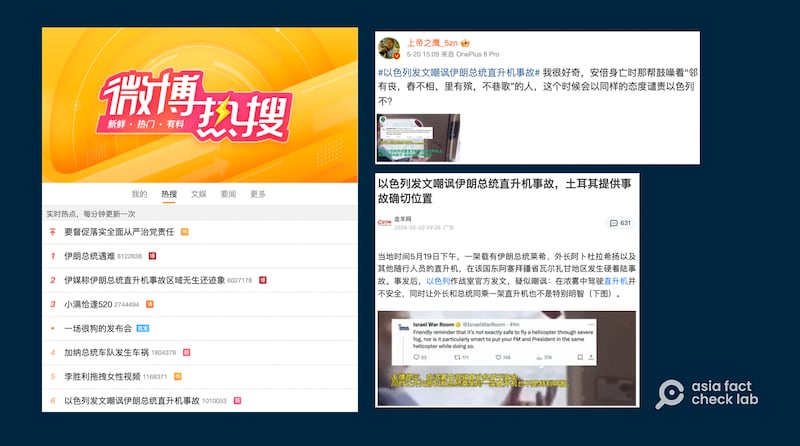 微博热搜
新鲜·热门·有料
我的 热搜 文娱 要闻 更多
实时热点，每分钟更新一次
要督促落实全面从严治党责任 热
1 伊朗总统遇难 8122838 爆
2 伊媒称伊朗总统直升机事故区域无生还迹象 6027178 爆
3 小满恰逢520 2744494
一场很狗的发布会
4 加纳总统车队发生车祸 1804379
5 李胜利拖拽女性视频 1168371
6 以色列发文嘲讽伊朗总统直升机事故 1010053
上帝之鹰_5zn
5-20 15:09 来自 OnePlus 8 Pro
#以色列发文嘲讽伊朗总统直升机事故# 我很好奇，安倍身亡时那帮鼓噪着“邻
有丧，舂不相，里有殡，不巷歌”的人，这个时候会以同样的态度谴责以色列
不？
以色列发文嘲讽伊朗总统直升机事故，土耳其提供事
故确切位置
金羊网
2024-05-20 09:26 广东
631
当地时间5月19日下午，一架载有伊朗总统莱希、外长阿卜杜拉希扬以及
其他随行人员的直升机，在该国东阿塞拜疆省瓦尔扎甘地区发生硬着陆事
故。事发后，以色列作战室官方发文，疑似嘲讽：在浓雾中驾驶直升机并
不安全，同时让外长和总统同乘一架直升机也不是特别明智（下图）。
Israel War Room @IsraelWarRoom · 41m
Friendly reminder that it's not exactly safe to fly a helicopter through severe
fog, nor is it particularly smart to put your FM and President in the same
helicopter while doing so.
53 171 748 37K
asia fact
check lab